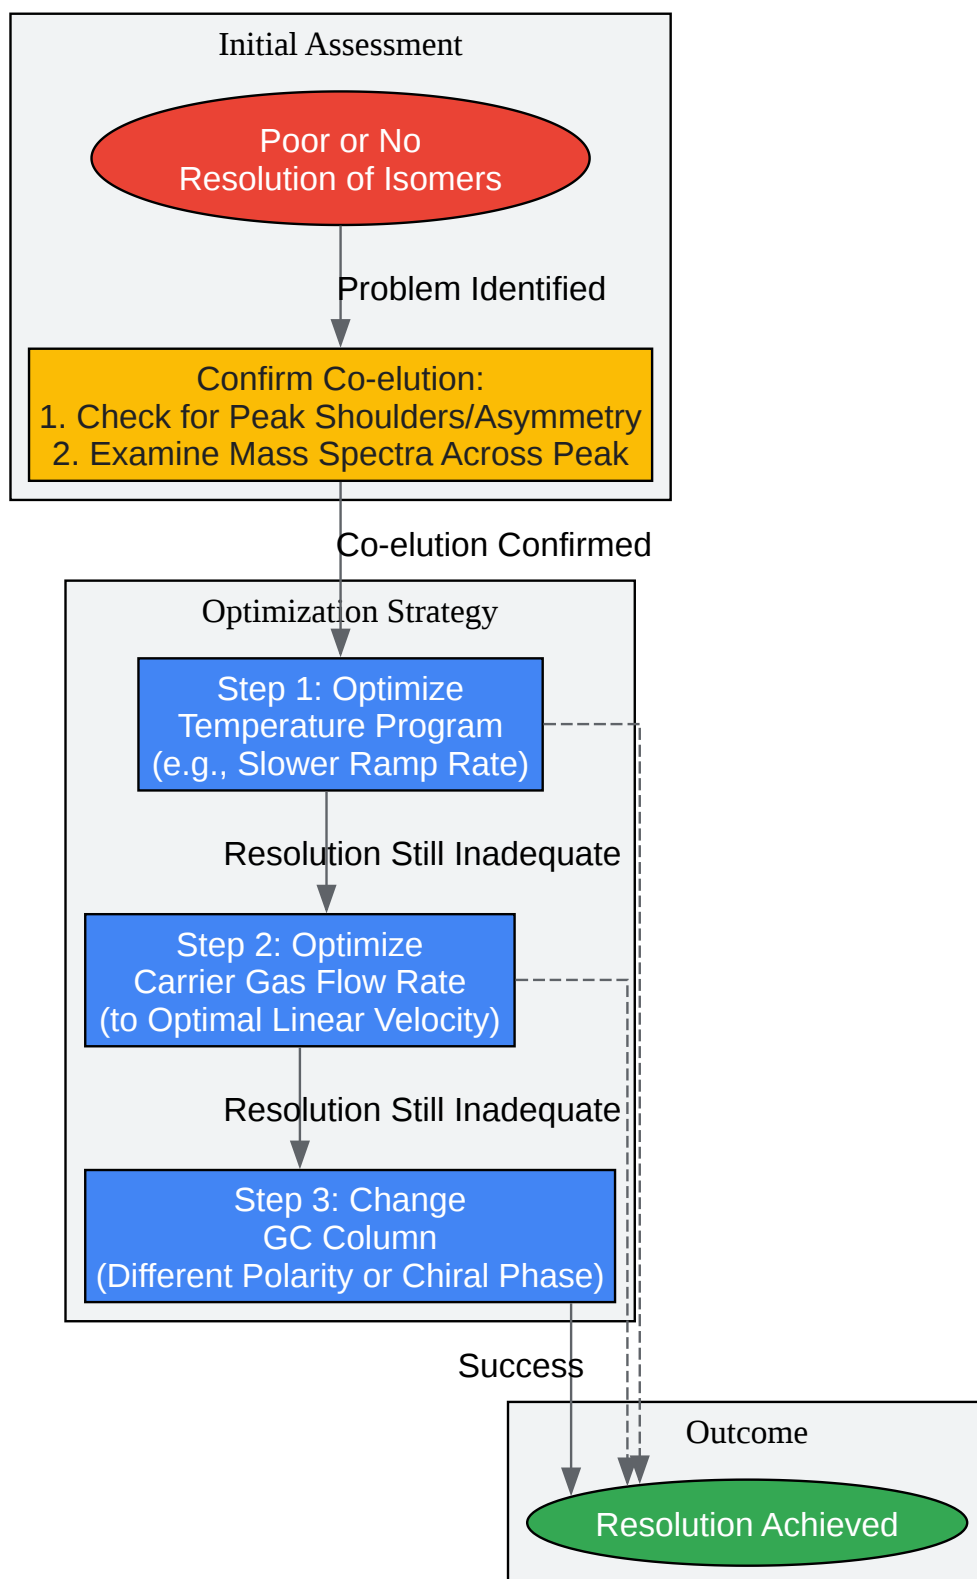 Initial Assessment
Poor or No
Resolution of Isomers
Problem Identified
Confirm Co-elution:
1. Check for Peak Shoulders/Asymmetry
2. Examine Mass Spectra Across Peak
Co-elution Confirmed
Optimization Strategy
Step 1: Optimize
Temperature Program
(e.g., Slower Ramp Rate)
Resolution Still Inadequate
Step 2: Optimize
Carrier Gas Flow Rate
(to Optimal Linear Velocity)
Resolution Still Inadequate
Step 3: Change
GC Column
(Different Polarity or Chiral Phase)
Success
Outcome
Resolution Achieved